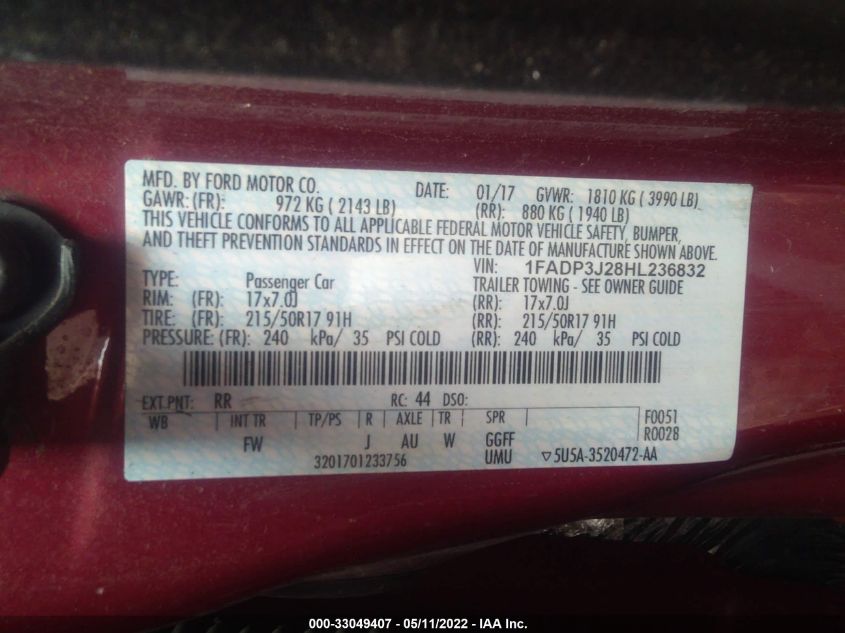 MFD. BY FORD MOTOR CO. DATE: 01/17 GVWR: 1810 KG ( 3990 LB)
GAWR: (FR): 972 KG ( 2143 LB) (RR): 880 KG ( 1940 LB)
THIS VEHICLE CONFORMS TO ALL APPLICABLE FEDERAL MOTOR VEHICLE SAFETY, BUMPER,
AND THEFT PREVENTION STANDARDS IN EFFECT ON THE DATE OF MANUFACTURE SHOWN ABOVE.
VIN: 1FADP3J28HL236832
TYPE: Passenger Car TRAILER TOWING - SEE OWNER GUIDE
RIM: (FR): 17x7.0J (RR): 17x7.0J
TIRE: (FR): 215/50R17 91H (RR): 215/50R17 91H
PRESSURE: (FR): 240 kPa/ 35 PSI COLD (RR): 240 kPa/ 35 PSI COLD
EXT PNT: RR RC: 44 DSO:
WB INT TR TP/PS R AXLE TR SPR F0051
FW J AU W GGFF R0028
3201701233756 UMU ▽5U5A-3520472-AA
000-33049407 - 05/11/2022 - IAA Inc.